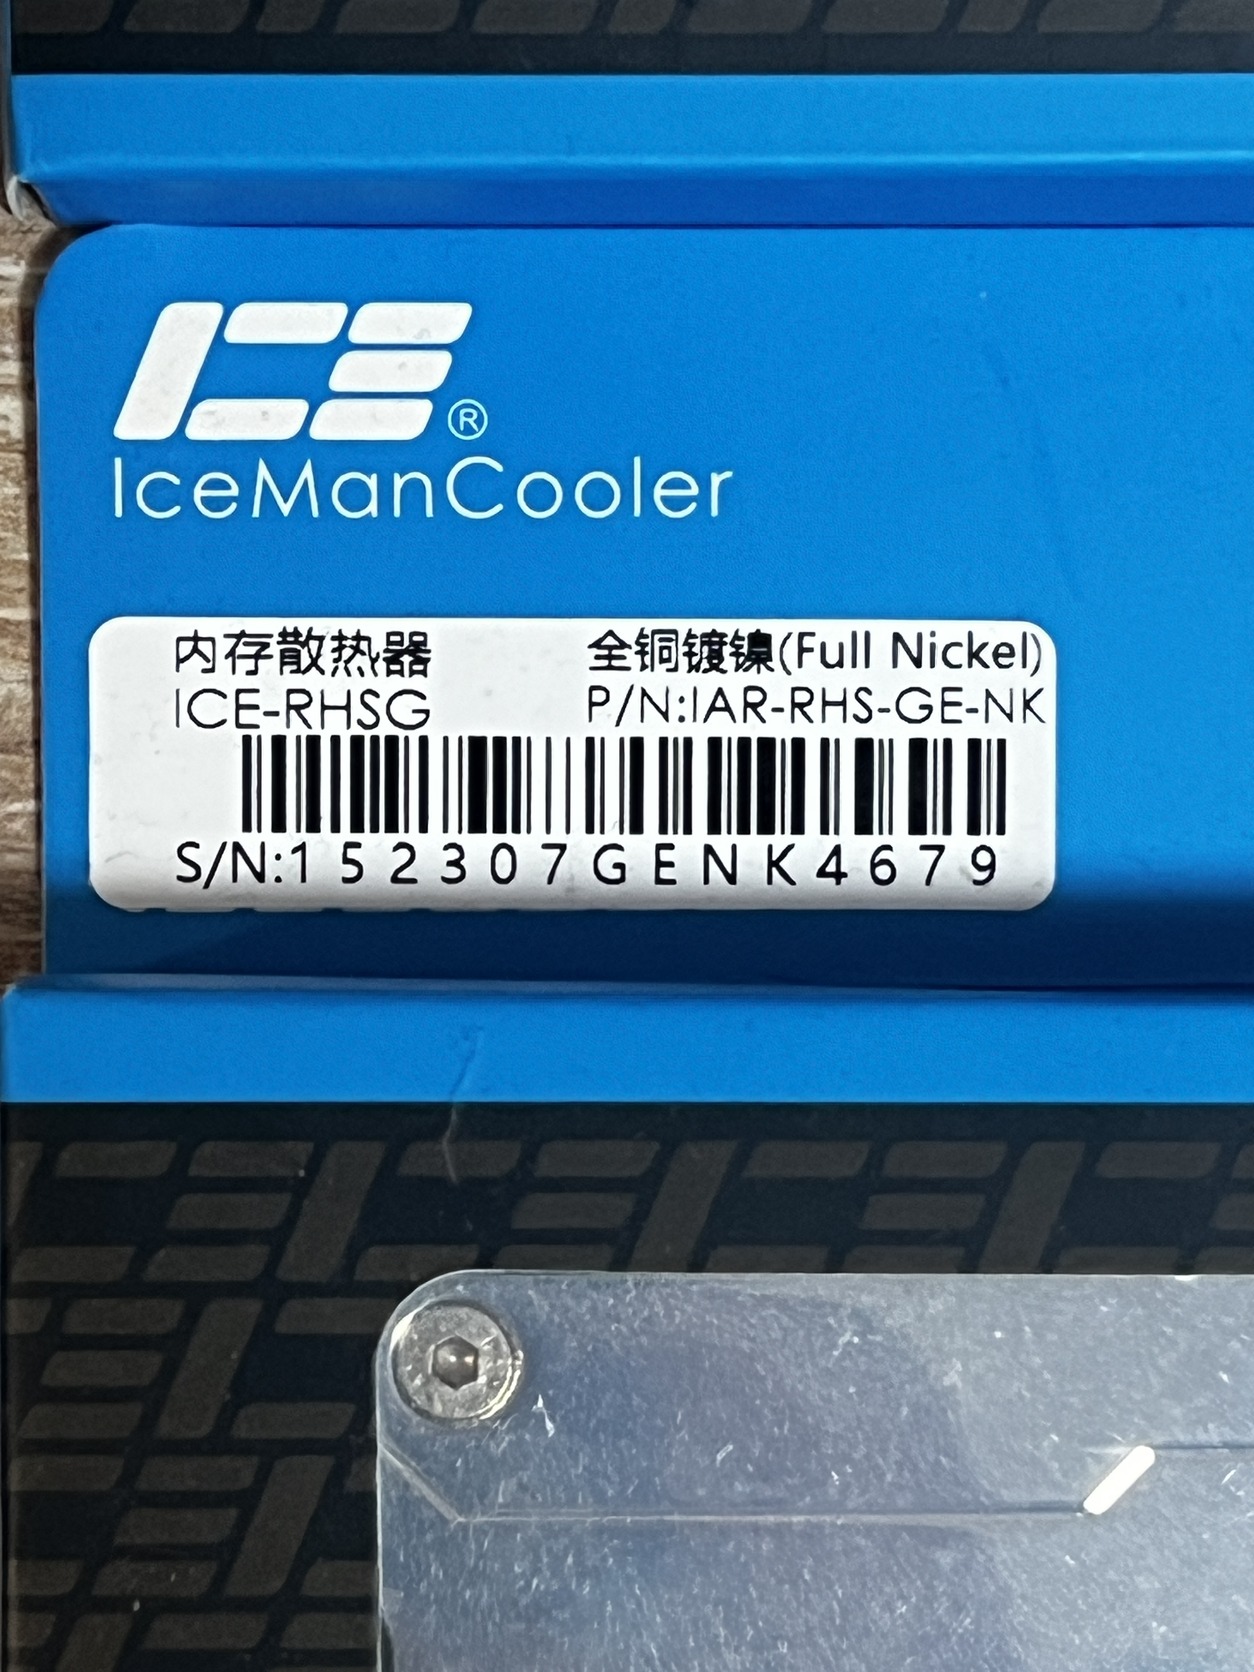 ICE®
IceManCooler
内存散热器 全铜镀镍(Full Nickel)
ICE-RHSG P/N:IAR-RHS-GE-NK
S/N:152307GENK4679